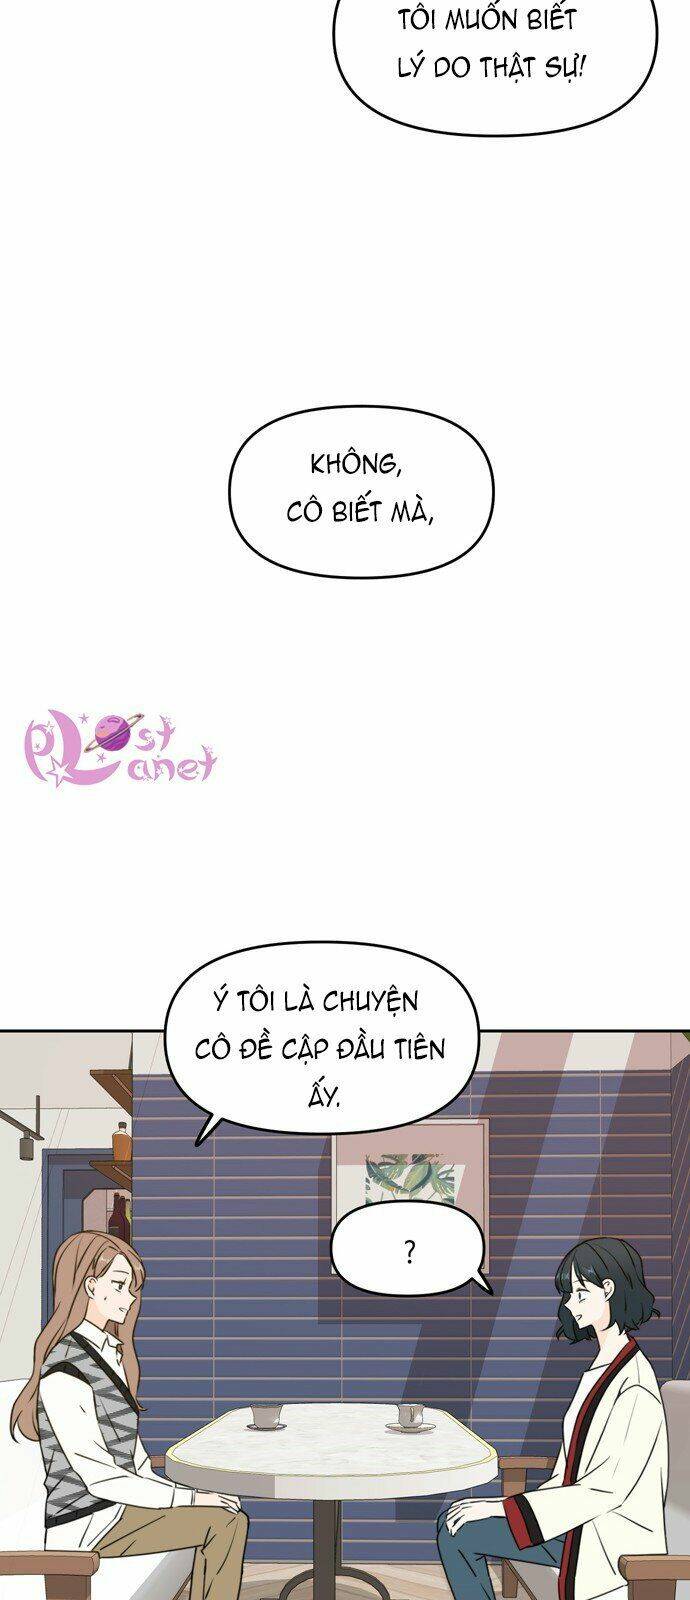 TÔI MUỐN BIẾT
LÝ DO THẬT SỰ!
KHÔNG,
CÔ BIẾT MÀ,
Lost
Planet
Ý TÔI LÀ CHUYỆN
CÔ ĐỀ CẬP ĐẦU TIÊN
ẤY.
?